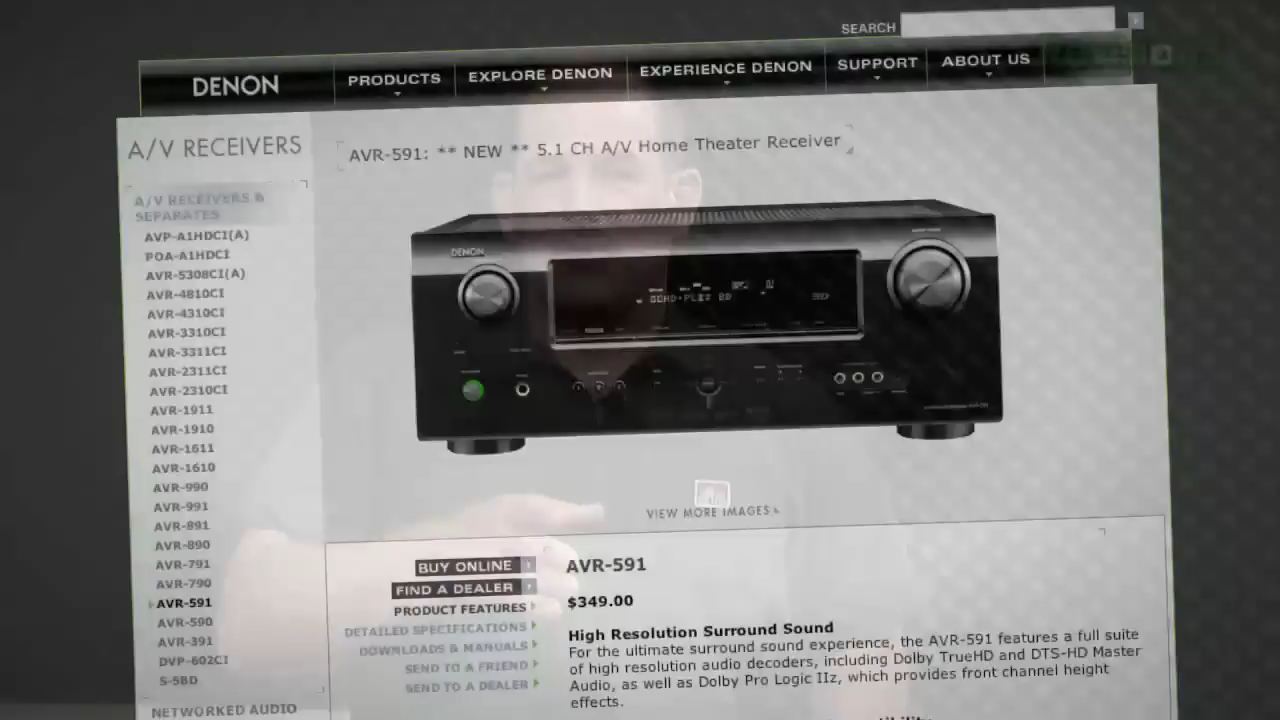 SEARCH
DENON
PRODUCTS
EXPLORE DENON
EXPERIENCE DENON
SUPPORT
ABOUT US
A/V RECEIVERS
A/V RECEIVERS &
SEPARATES
AVP-A1HDCI(A)
POA-A1HDCI
AVR-5308CI(A)
AVR-4810CI
AVR-4310CI
AVR-3310CI
AVR-3311CI
AVR-2311CI
AVR-2310CI
AVR-1911
AVR-1910
AVR-1611
AVR-1610
AVR-990
AVR-991
AVR-891
AVR-890
AVR-791
AVR-790
AVR-591
AVR-590
AVR-391
DVP-602CI
S-5BD
NETWORKED AUDIO
AVR-591: ** NEW ** 5.1 CH A/V Home Theater Receiver
DENON
VIEW MORE IMAGES
BUY ONLINE
FIND A DEALER
PRODUCT FEATURES
DETAILED SPECIFICATIONS
DOWNLOADS & MANUALS
SEND TO A FRIEND
SEND TO A DEALER
AVR-591
$349.00
High Resolution Surround Sound
For the ultimate surround sound experience, the AVR-591 features a full suite
of high resolution audio decoders, including Dolby TrueHD and DTS-HD Master
Audio, as well as Dolby Pro Logic IIz, which provides front channel height
effects.